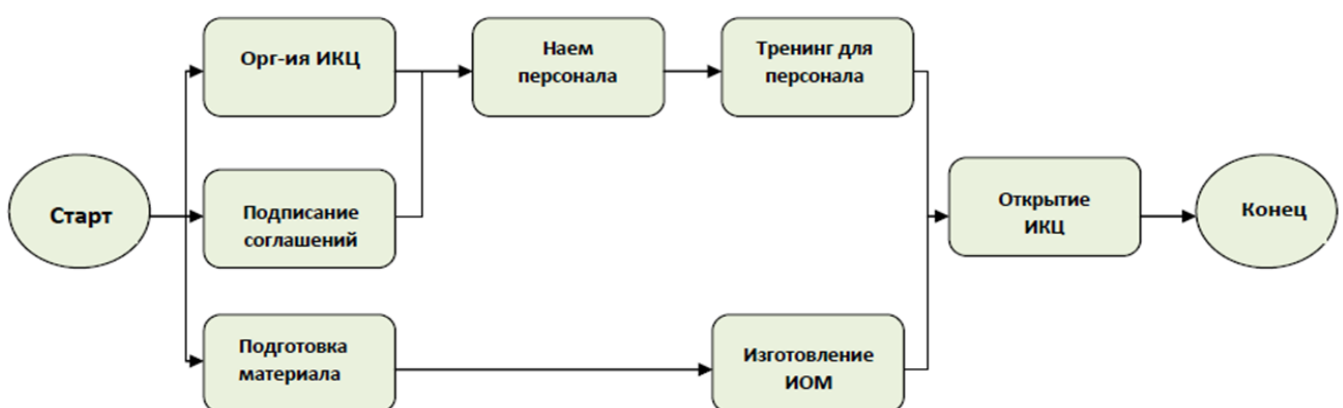 Орг-ия ИКЦ
Наем
персонала
Тренинг для
персонала
Старт
Подписание
соглашений
Открытие
ИКЦ
Конец
Подготовка
материала
Изготовление
ИОМ